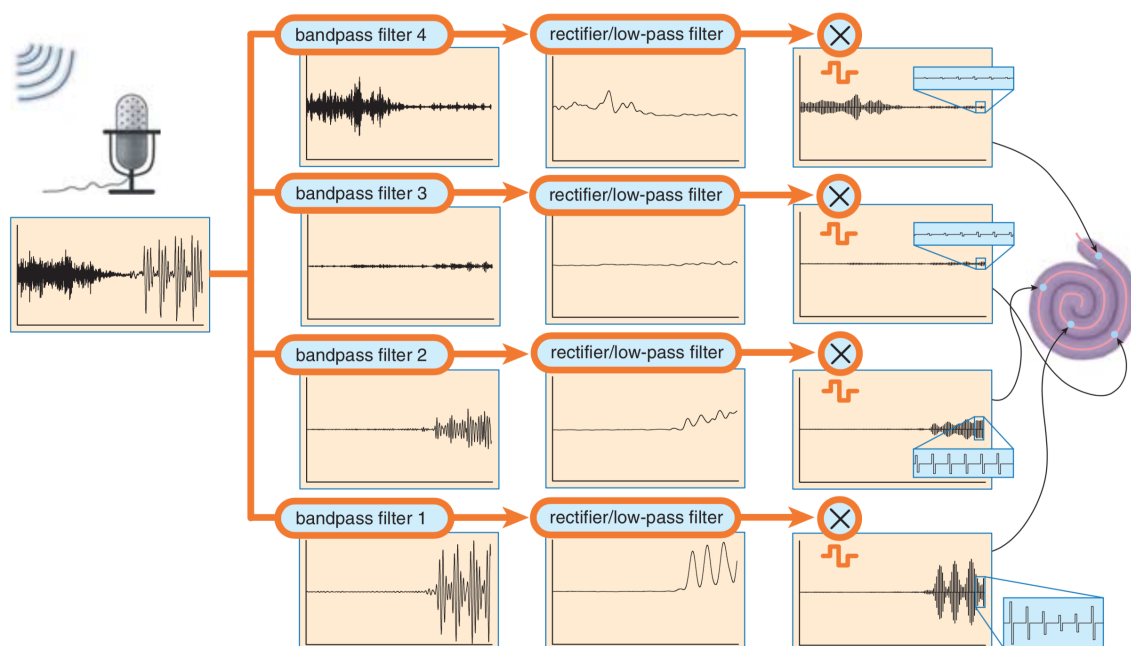 bandpass filter 4
rectifier/low-pass filter
bandpass filter 3
rectifier/low-pass filter
bandpass filter 2
rectifier/low-pass filter
bandpass filter 1
rectifier/low-pass filter